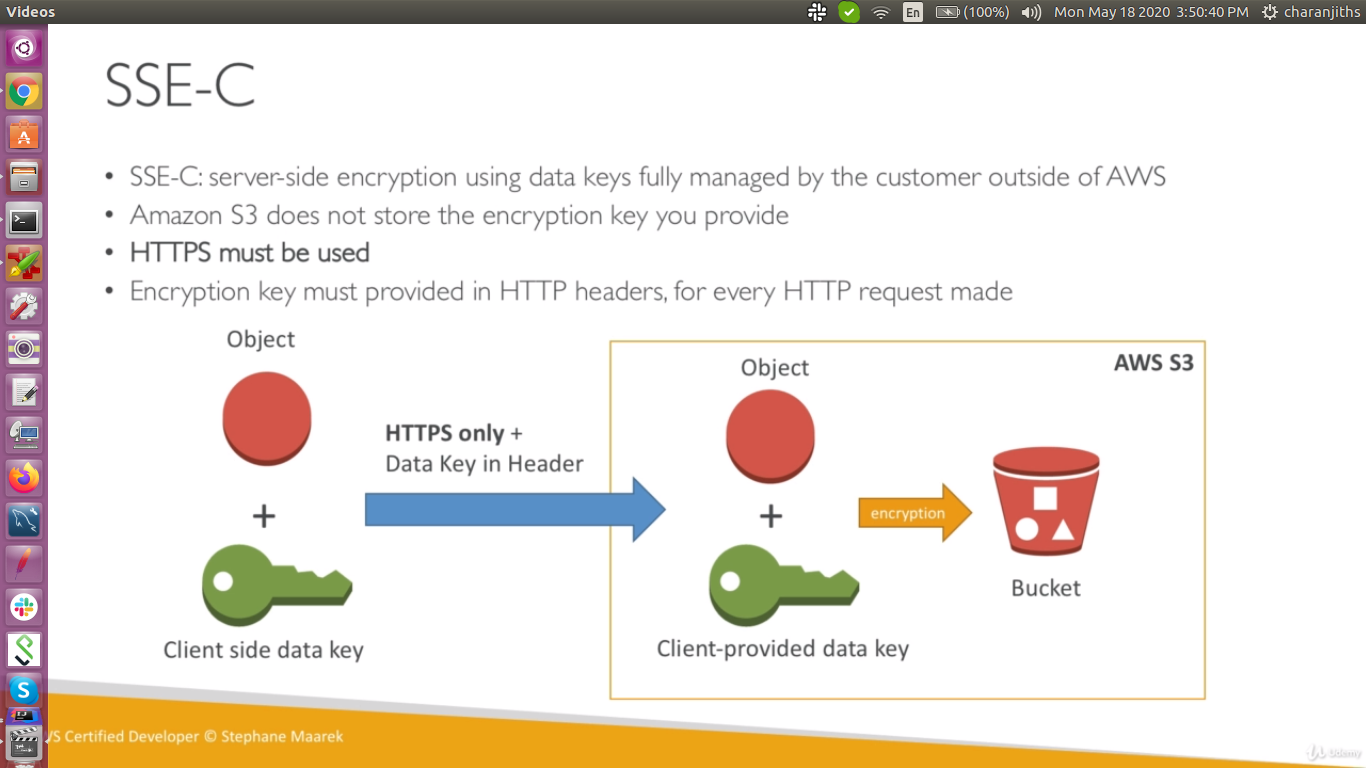 Videos
En
(100%)
Mon May 18 2020 3:50:40 PM
charanjiths
SSE-C
• SSE-C: server-side encryption using data keys fully managed by the customer outside of AWS
• Amazon S3 does not store the encryption key you provide
• HTTPS must be used
• Encryption key must provided in HTTP headers, for every HTTP request made
Object
+
Client side data key
HTTPS only +
Data Key in Header
AWS S3
Object
+
Client-provided data key
encryption
Bucket
S Certified Developer © Stephane Maarek
Udemy